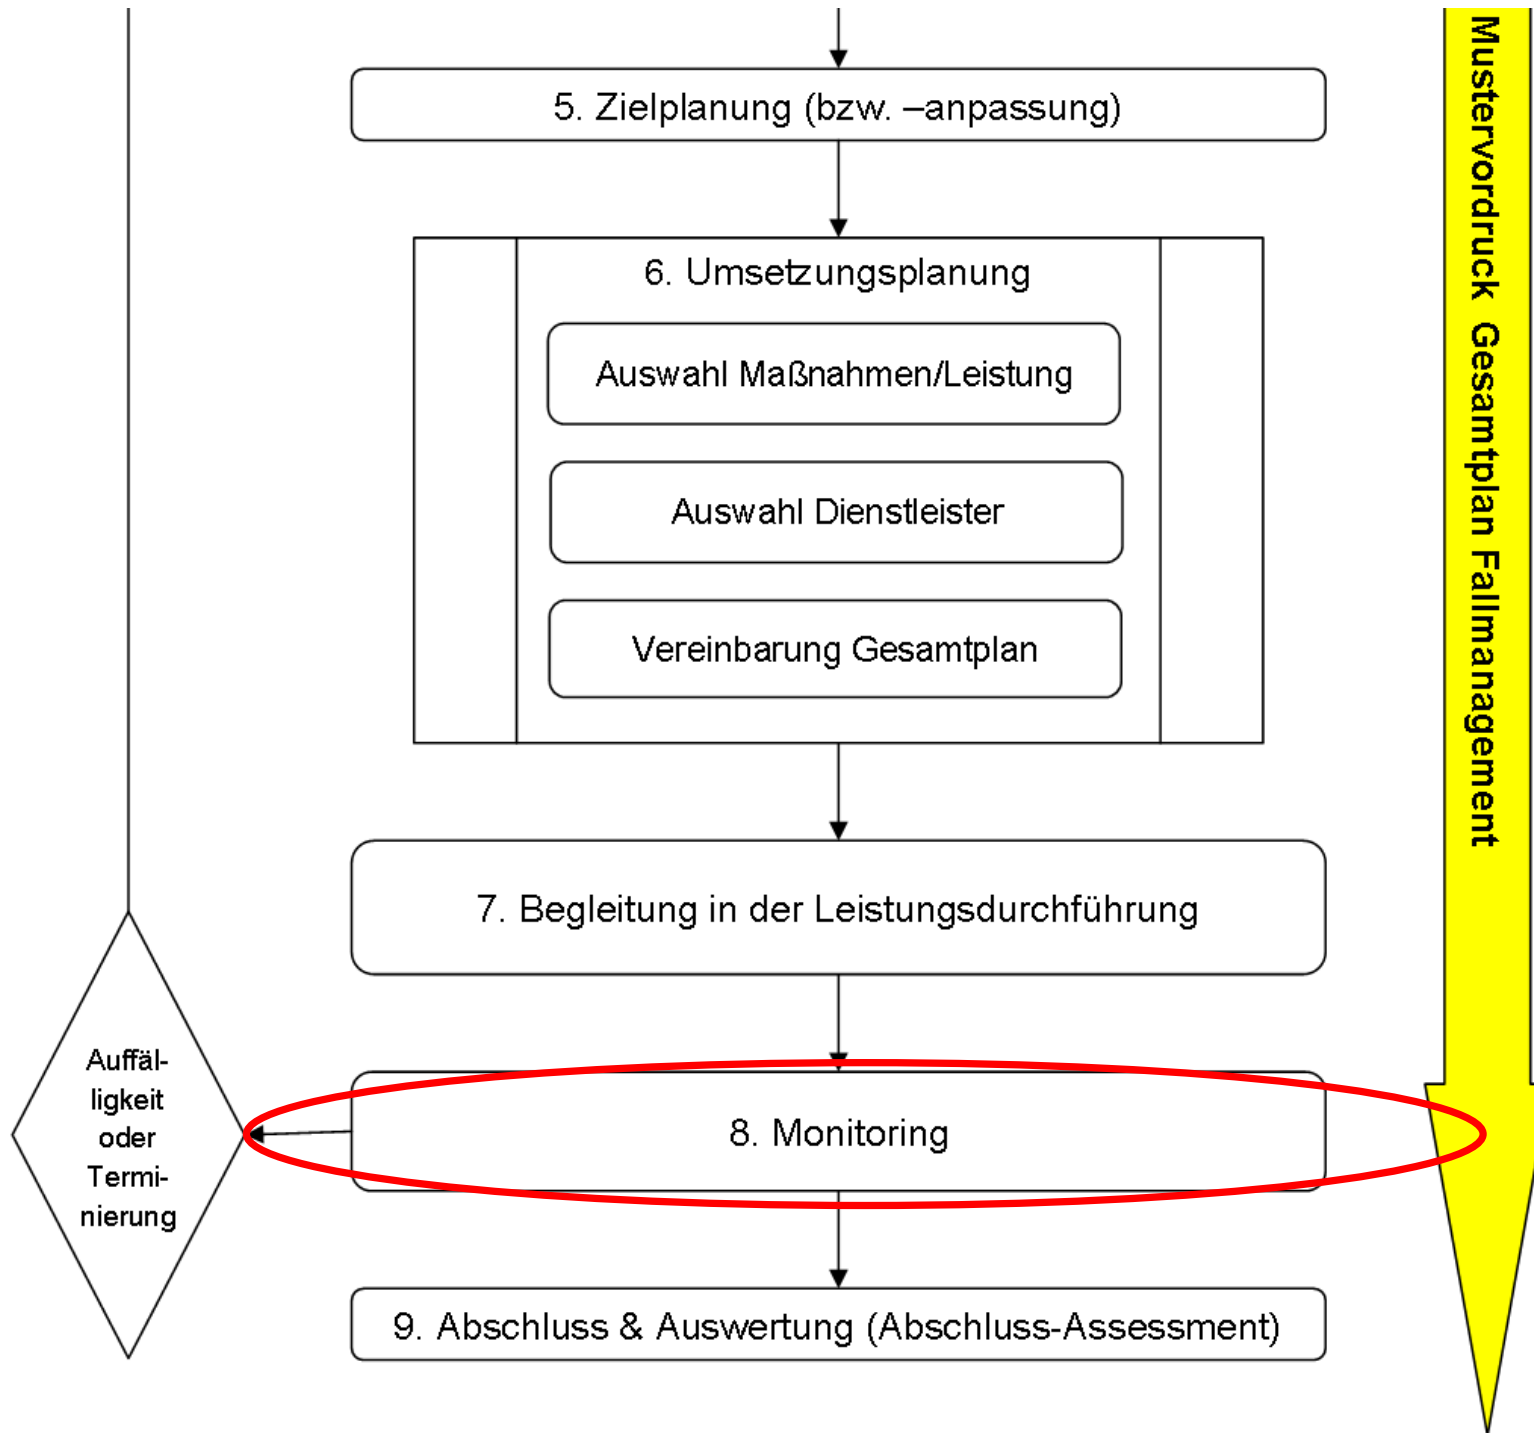 5. Zielplanung (bzw. –anpassung)
6. Umsetzungsplanung
Auswahl Maßnahmen/Leistung
Auswahl Dienstleister
Vereinbarung Gesamtplan
7. Begleitung in der Leistungsdurchführung
Auffäl-
ligkeit
oder
Termi-
nierung
8. Monitoring
9. Abschluss & Auswertung (Abschluss-Assessment)
Mustervordruck Gesamtplan Fallmanagement